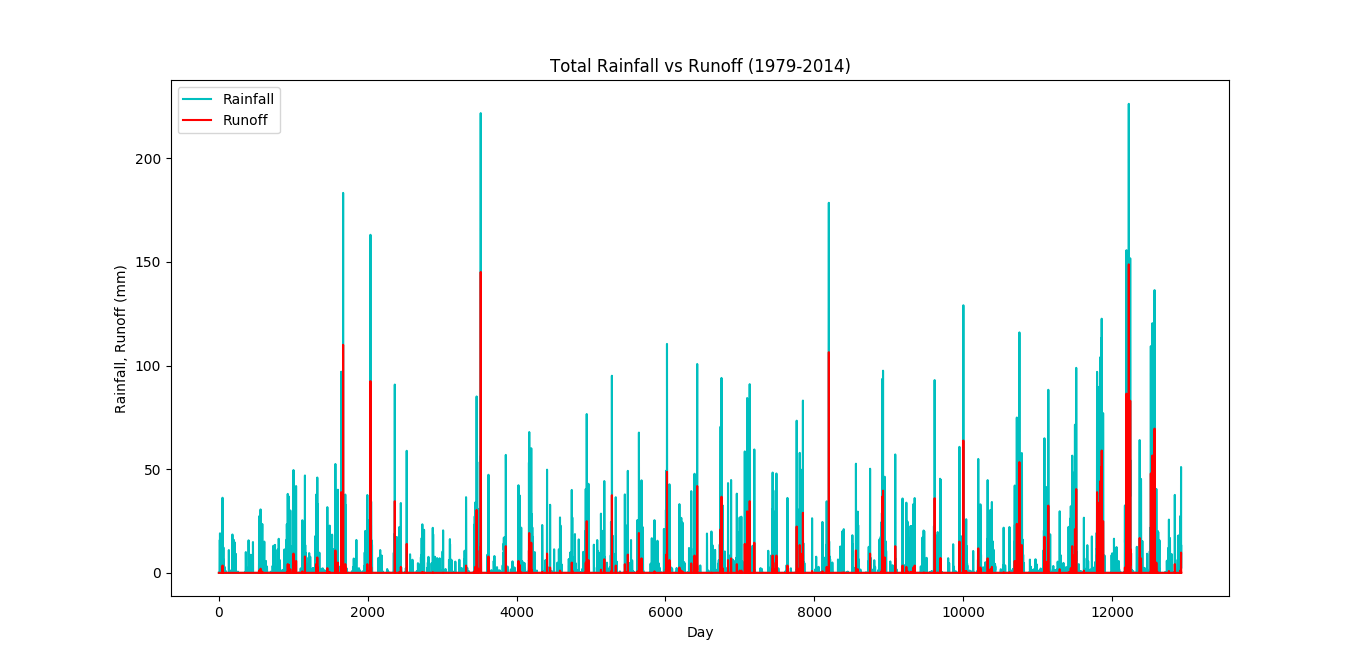 Total Rainfall vs Runoff (1979-2014)
Rainfall
Runoff
Rainfall, Runoff (mm)
200
150
100
50
0
0 2000 4000 6000 8000 10000 12000
Day